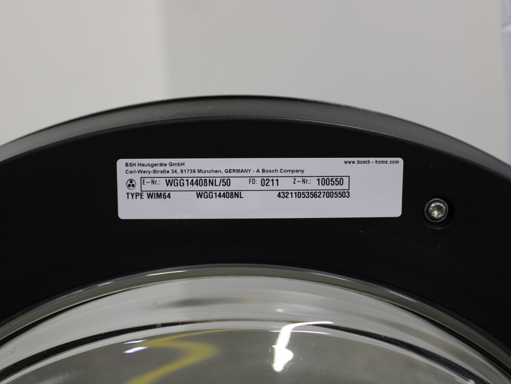 BSH Hausgeräte GmbH www.bosch-home.com
Carl-Wery-Straße 34, 81739 München, GERMANY - A Bosch Company
E-Nr.: WGG14408NL/50 FD: 0211 Z-Nr.: 100550
TYPE WIM64 WGG14408NL 432110535627005503